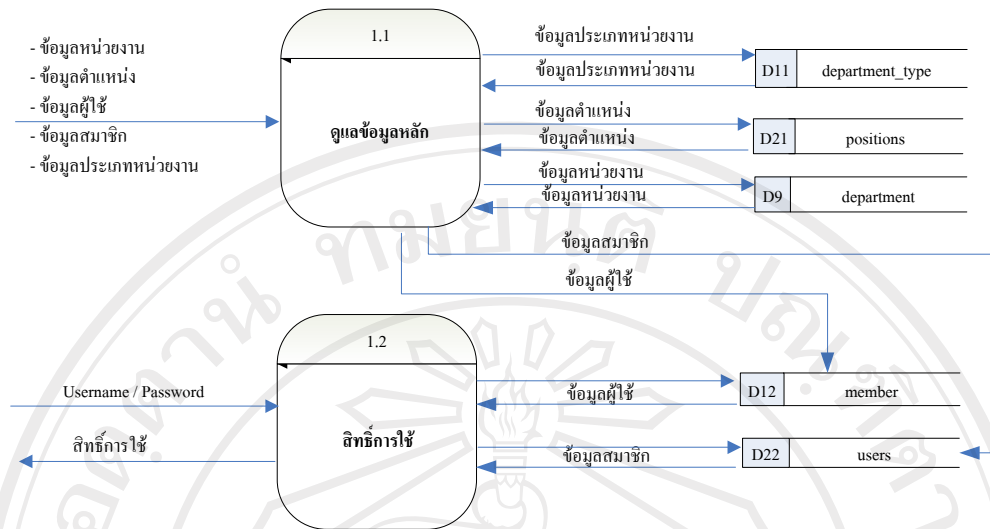 - ข้อมูลหน่วยงาน
- ข้อมูลตำแหน่ง
- ข้อมูลผู้ใช้
- ข้อมูลสมาชิก
- ข้อมูลประเภทหน่วยงาน
1.1
ดูแลข้อมูลหลัก
ข้อมูลประเภทหน่วยงาน
ข้อมูลประเภทหน่วยงาน
D11 department_type
ข้อมูลตำแหน่ง
ข้อมูลตำแหน่ง
D21 positions
ข้อมูลหน่วยงาน
ข้อมูลหน่วยงาน
D9 department
ข้อมูลสมาชิก
ข้อมูลผู้ใช้
1.2
สิทธิ์การใช้
Username / Password
สิทธิ์การใช้
ข้อมูลผู้ใช้
D12 member
ข้อมูลสมาชิก
D22 users